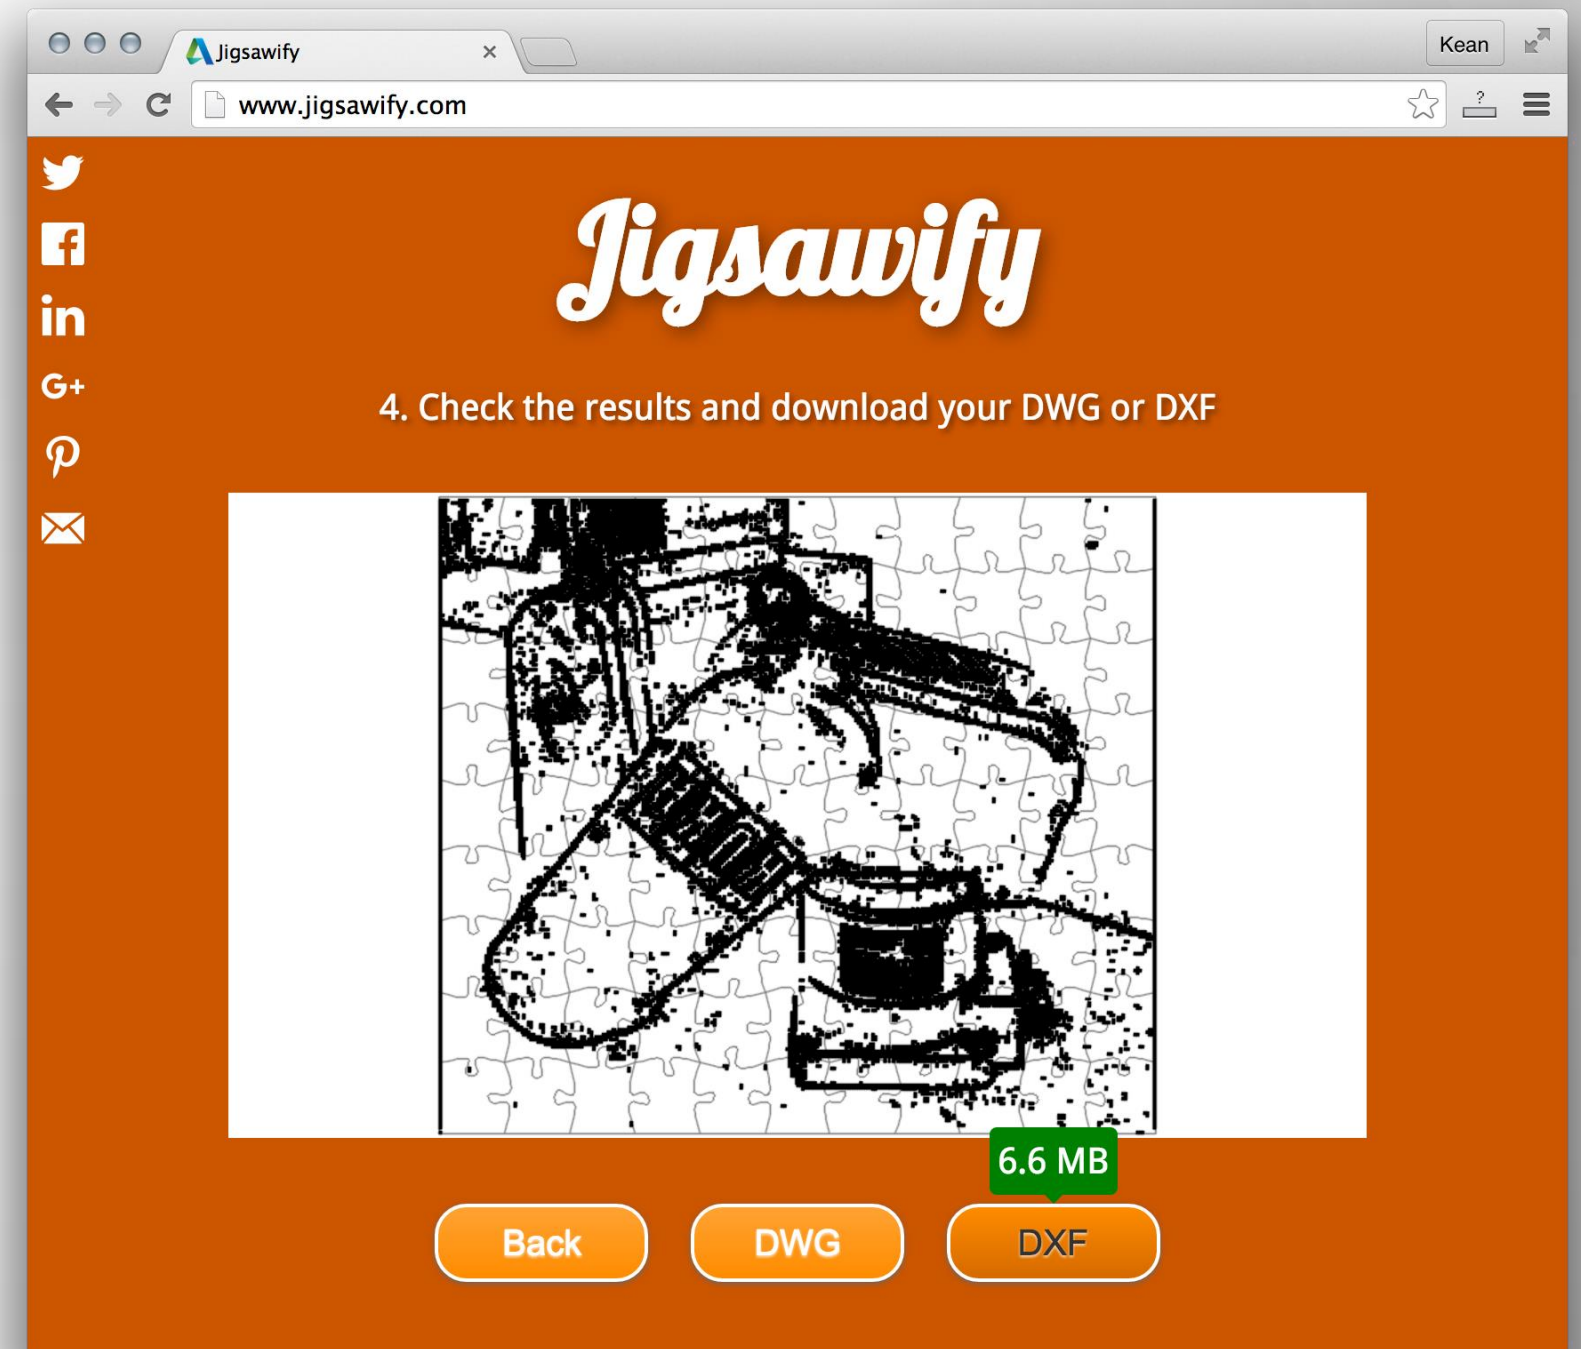 Jigsawify
Kean
www.jigsawify.com
?
in
G+
Jigsawify
4. Check the results and download your DWG or DXF
6.6 MB
Back
DWG
DXF